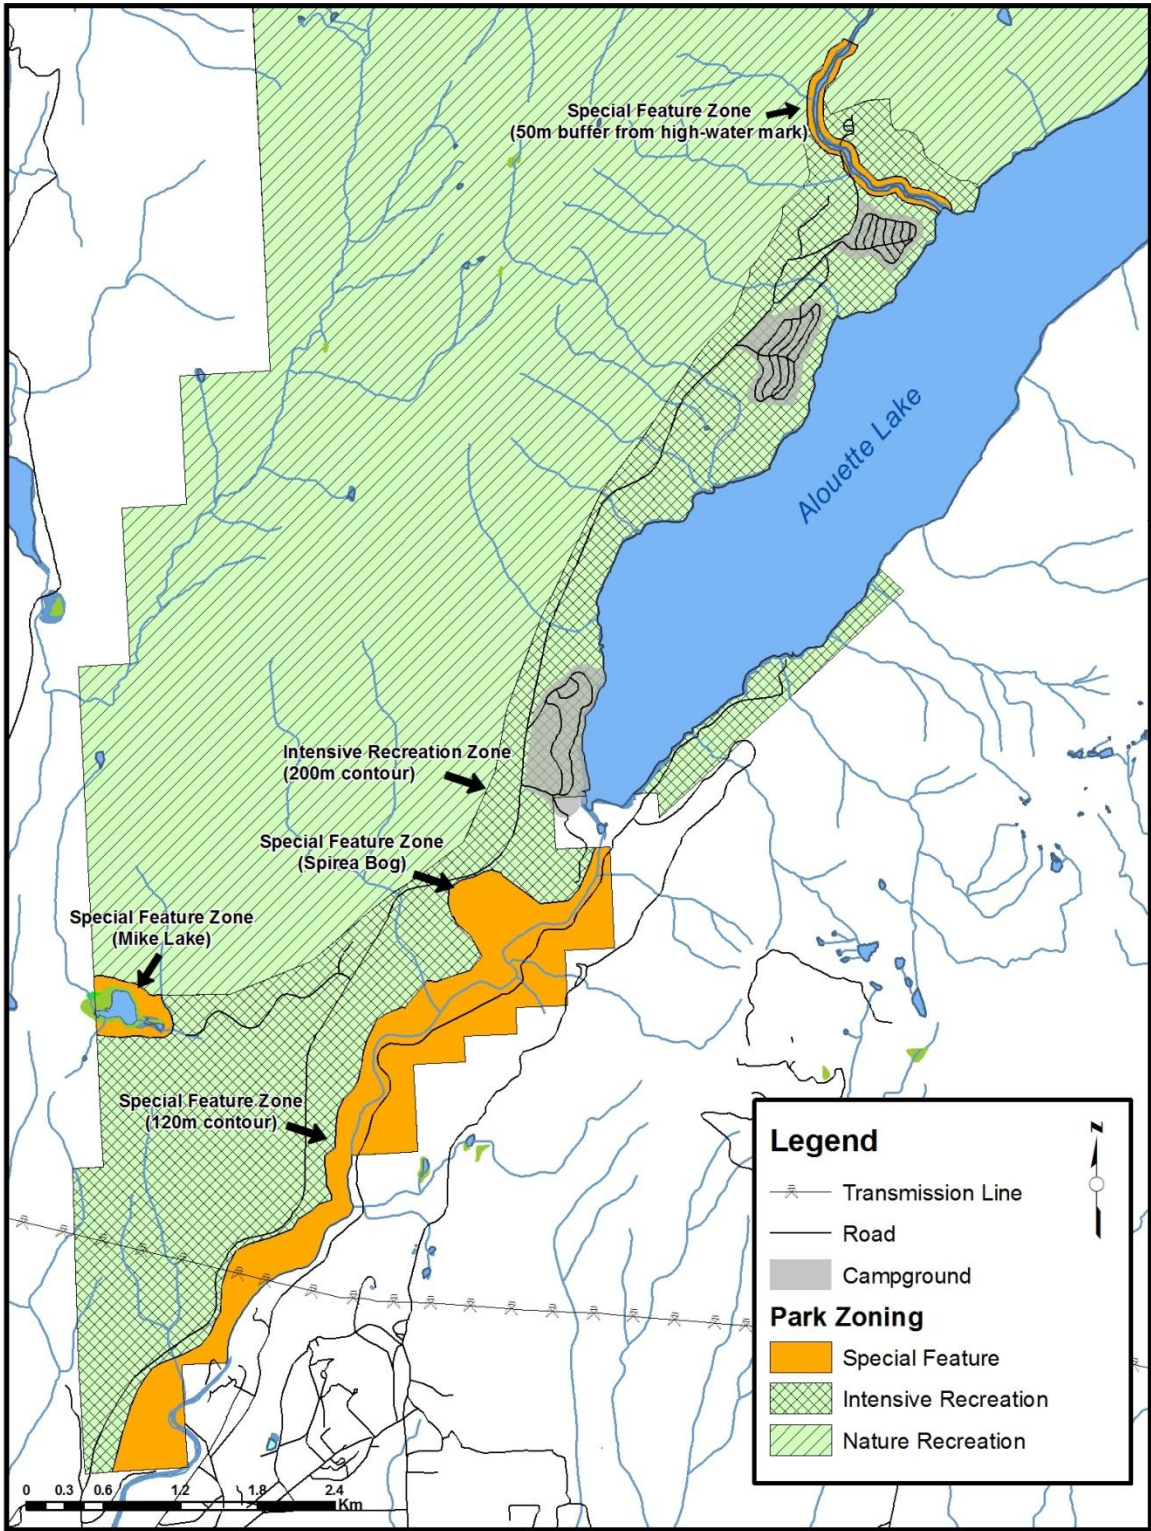 Special Feature Zone
(50m buffer from high-water mark)
Alouette Lake
Intensive Recreation Zone
(200m contour)
Special Feature Zone
(Spirea Bog)
Special Feature Zone
(Mike Lake)
Special Feature Zone
(120m contour)
Legend
N
Transmission Line
Road
Campground
Park Zoning
Special Feature
Intensive Recreation
Nature Recreation
0 0.3 0.6 1.2 1.8 2.4
Km